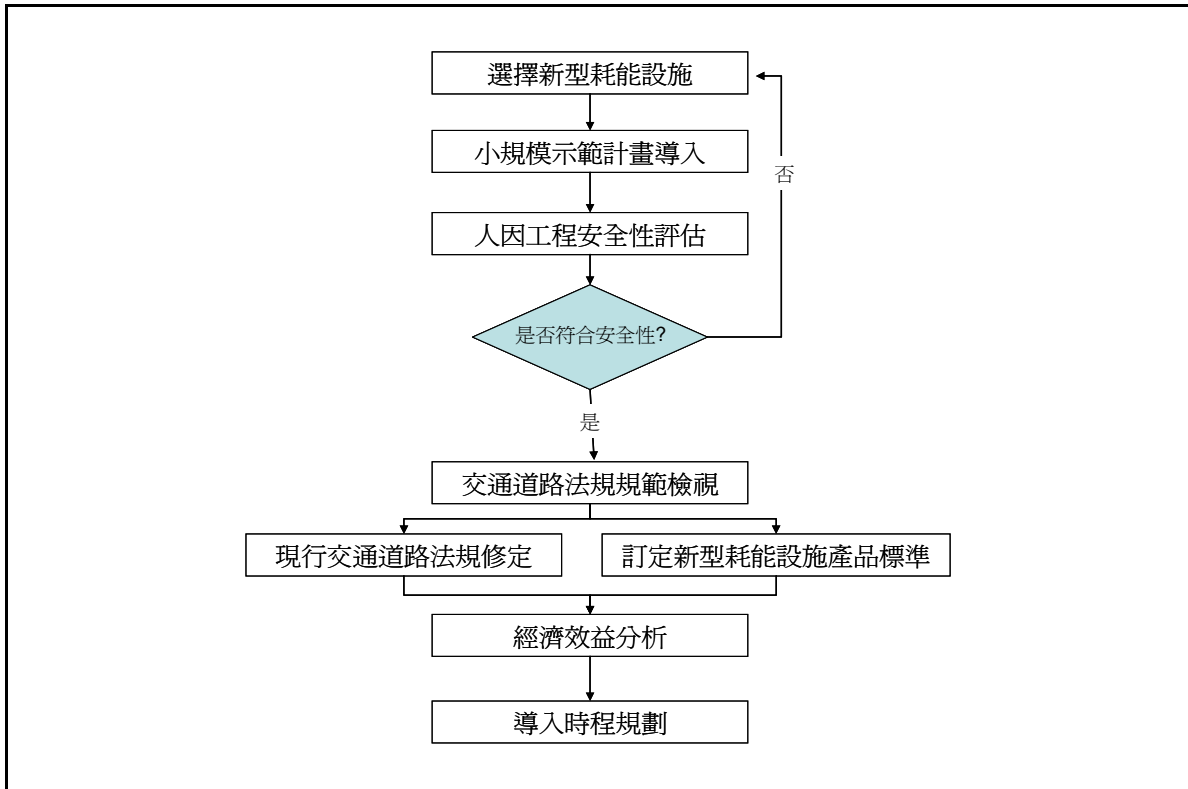 選擇新型耗能設施
小規模示範計畫導入
否
人因工程安全性評估
是否符合安全性?
是
交通道路法規規範檢視
現行交通道路法規修定
訂定新型耗能設施產品標準
經濟效益分析
導入時程規劃